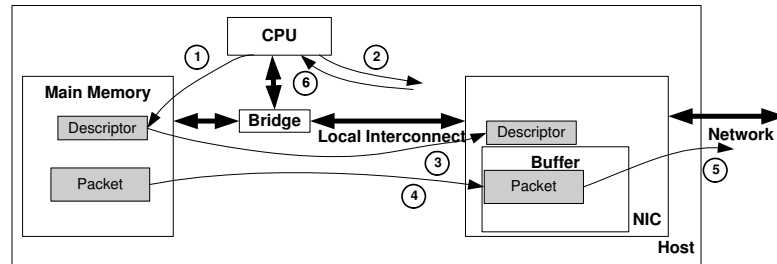 CPU
1
2
6
Main Memory
Descriptor
Packet
Bridge
Local Interconnect
3
4
Descriptor
Buffer
Packet
NIC
Host
Network
5